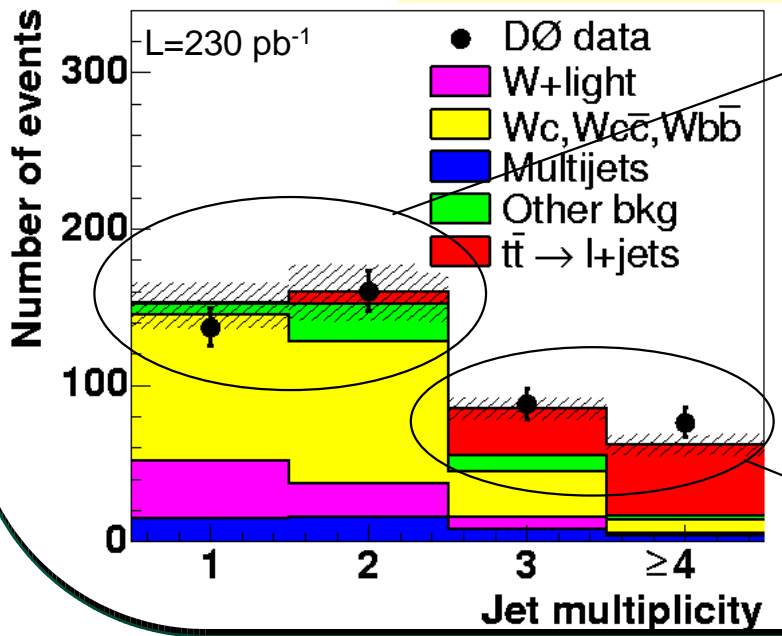 L=230 pb⁻¹
DØ data
W+light
Wc,Wcc̄,Wbb̄
Multijets
Other bkg
tt̄ → l+jets
Number of events
300
200
100
0
1 2 3 ≥4
Jet multiplicity